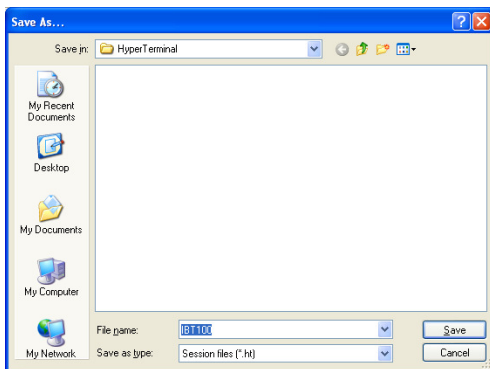 Save As...
Save in:
HyperTerminal
My Recent
Documents
Desktop
My Documents
My Computer
My Network
File name:
IBT100
Save
Save as type:
Session files (*.ht)
Cancel